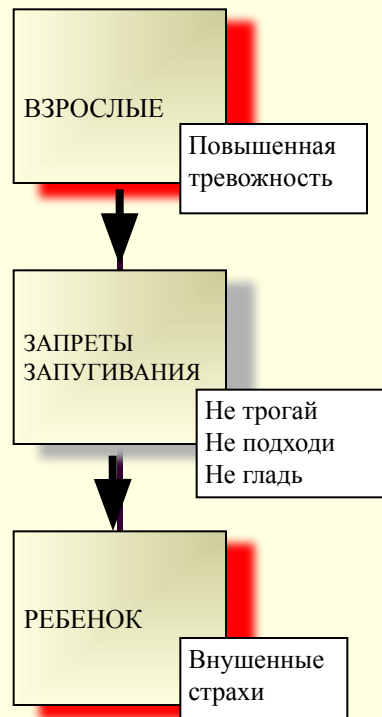 ВЗРОСЛЫЕ
Повышенная
тревожность
ЗАПРЕТЫ
ЗАПУГИВАНИЯ
Не трогай
Не подходи
Не гладь
РЕБЕНОК
Внушенные
страхи